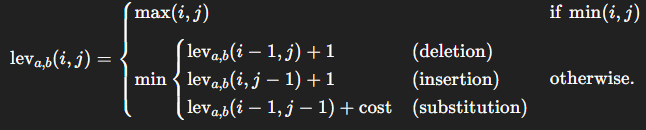 max(i, j) if min(i, j)
lev_{a,b}(i − 1, j) + 1 (deletion)
lev_{a,b}(i, j) = min lev_{a,b}(i, j − 1) + 1 (insertion) otherwise.
lev_{a,b}(i − 1, j − 1) + cost (substitution)